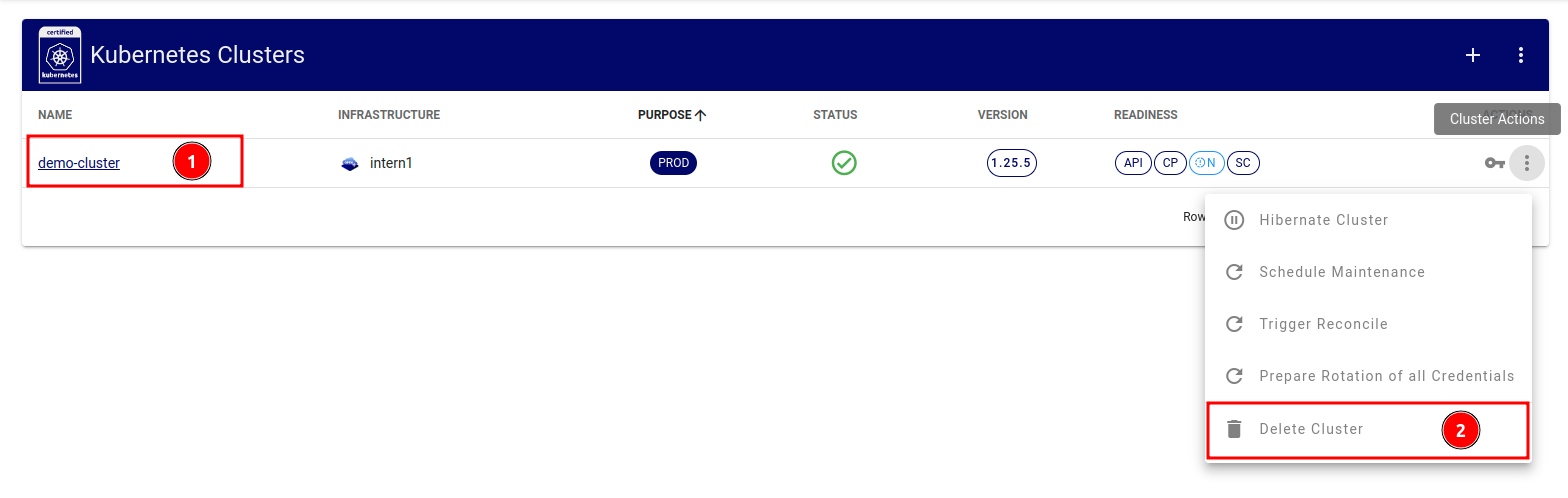 certified
kubernetes
Kubernetes Clusters
NAME INFRASTRUCTURE PURPOSE STATUS VERSION READINESS ACTIONS
Cluster Actions
demo-cluster 1 intern1 PROD 1.25.5 API CP N SC
Row
Hibernate Cluster
Schedule Maintenance
Trigger Reconcile
Prepare Rotation of all Credentials
Delete Cluster 2